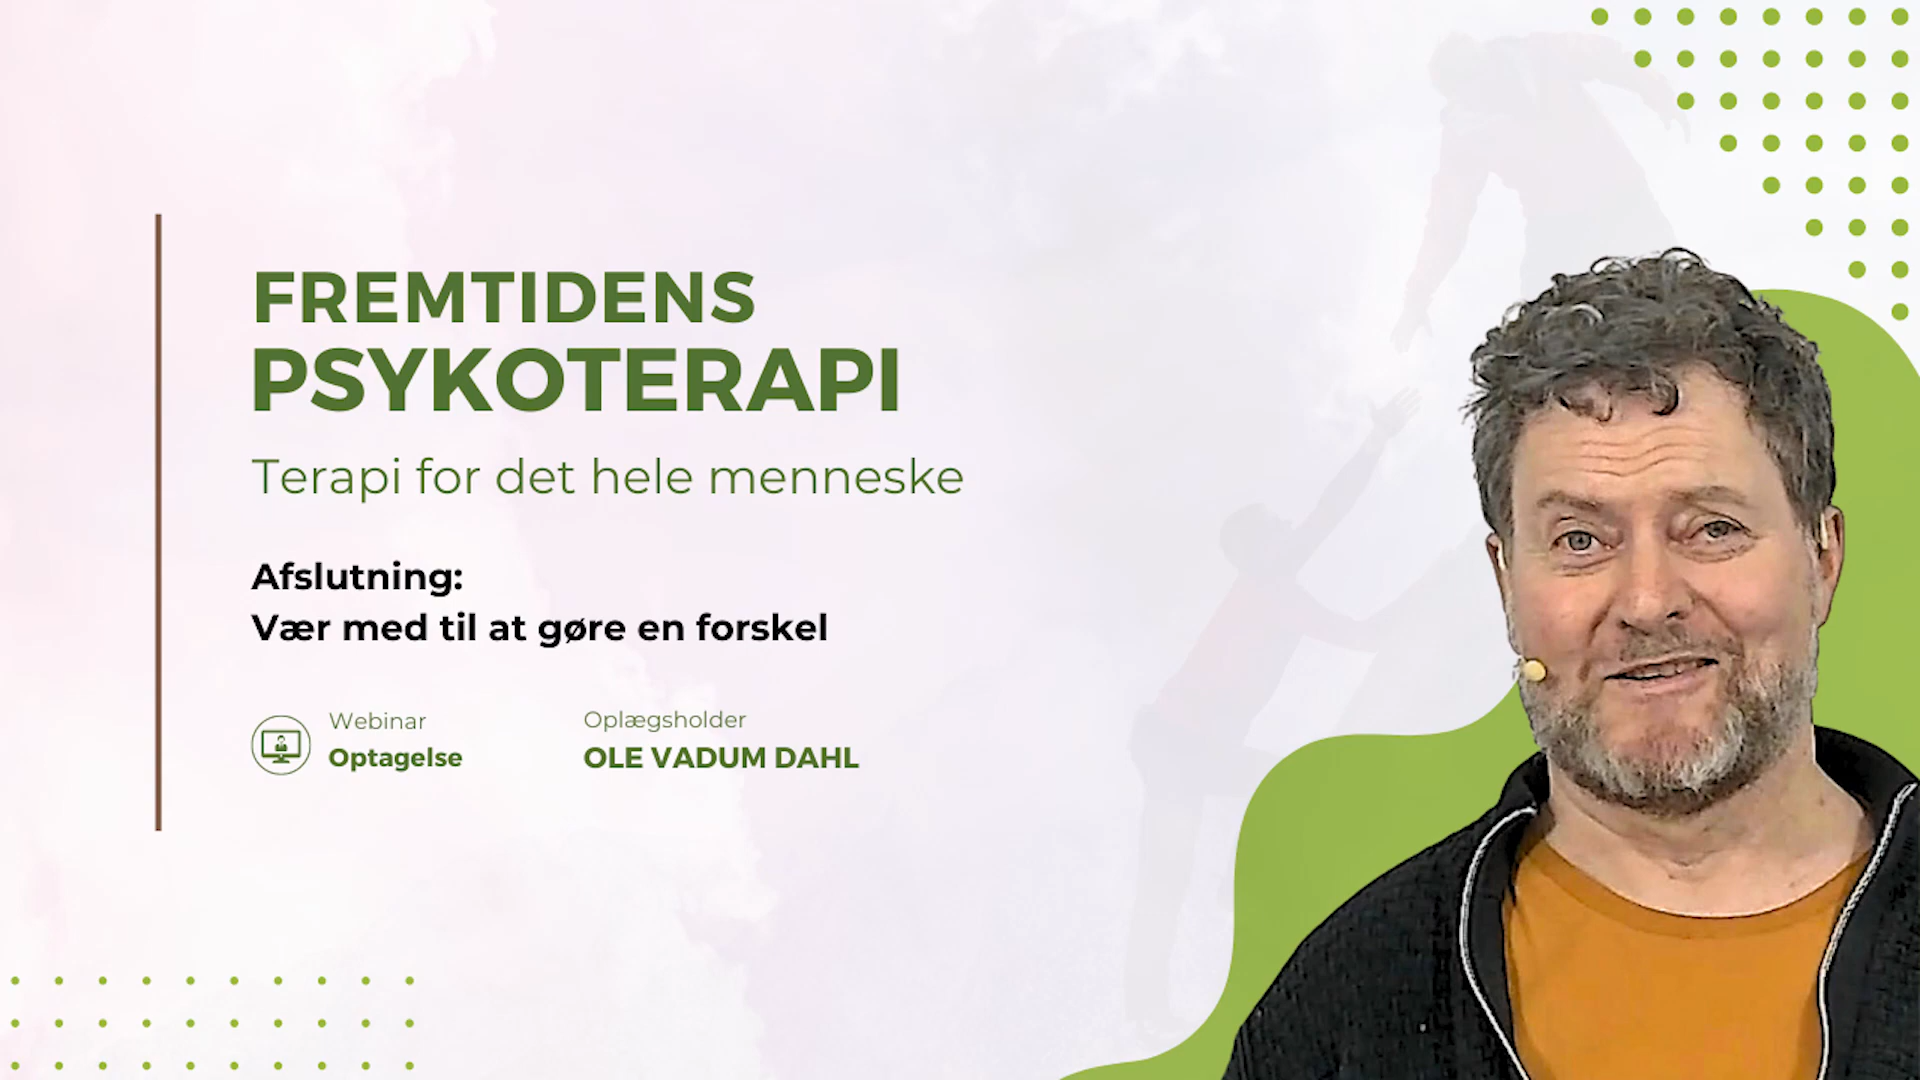 FREMTIDENS
PSYKOTERAPI
Terapi for det hele menneske
Afslutning:
Vær med til at gøre en forskel
Webinar
Optagelse
Oplægsholder
OLE VADUM DAHL